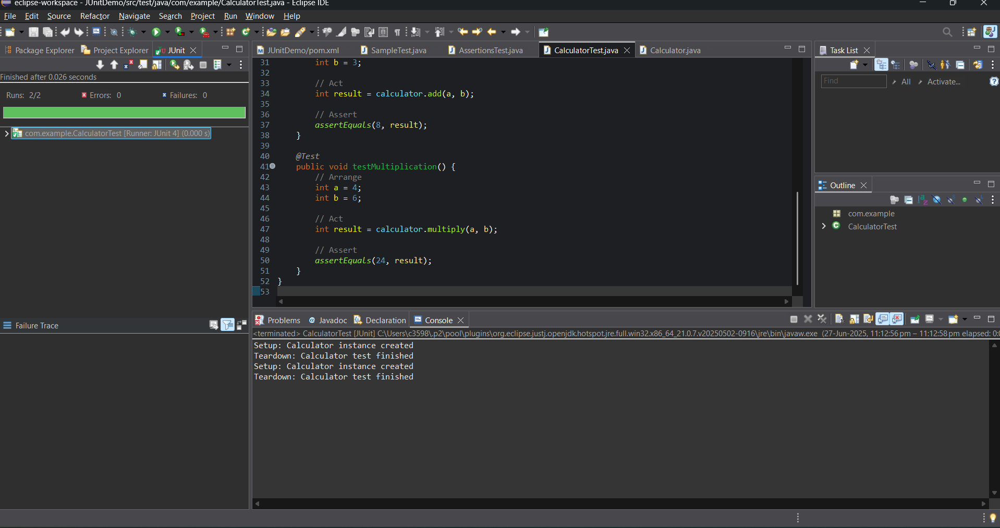 eclipse-workspace - JUnitDemo/src/test/java/com/example/CalculatorTest.java - Eclipse IDE
File Edit Source Refactor Navigate Search Project Run Window Help
Package Explorer Project Explorer JUnit
Finished after 0.026 seconds
Runs: 2/2 Errors: 0 Failures: 0
com.example.CalculatorTest [Runner: JUnit 4] (0.000 s)
Failure Trace
JUnitDemo/pom.xml SampleTest.java AssertionsTest.java CalculatorTest.java Calculator.java
31 int b = 3;
32
33 // Act
34 int result = calculator.add(a, b);
35
36 // Assert
37 assertEquals(8, result);
38 }
39
40 @Test
41 public void testMultiplication() {
42 // Arrange
43 int a = 4;
44 int b = 6;
45
46 // Act
47 int result = calculator.multiply(a, b);
48
49 // Assert
50 assertEquals(24, result);
51 }
52 }
53
Task List
Find All Activate...
Outline
com.example
CalculatorTest
Problems Javadoc Declaration Console
<terminated> CalculatorTest [JUnit] C:\Users\c3598\.p2\pool\plugins\org.eclipse.justj.openjdk.hotspot.jre.full.win32.x86_64_21.0.7.v20250502-0916\jre\bin\javaw.exe (27-Jun-2025, 11:12:56 pm – 11:12:58 pm elapsed: 0:0
Setup: Calculator instance created
Teardown: Calculator test finished
Setup: Calculator instance created
Teardown: Calculator test finished